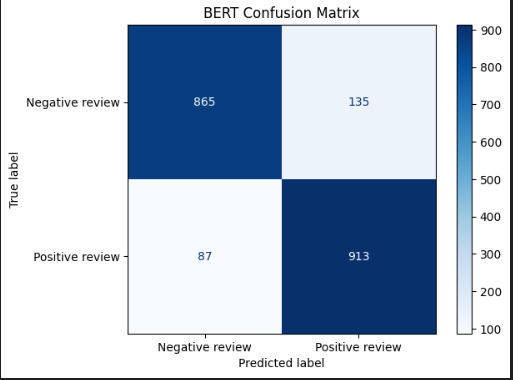 BERT Confusion Matrix
True label
Negative review
865
135
Positive review
87
913
Negative review
Positive review
Predicted label
900
800
700
600
500
400
300
200
100